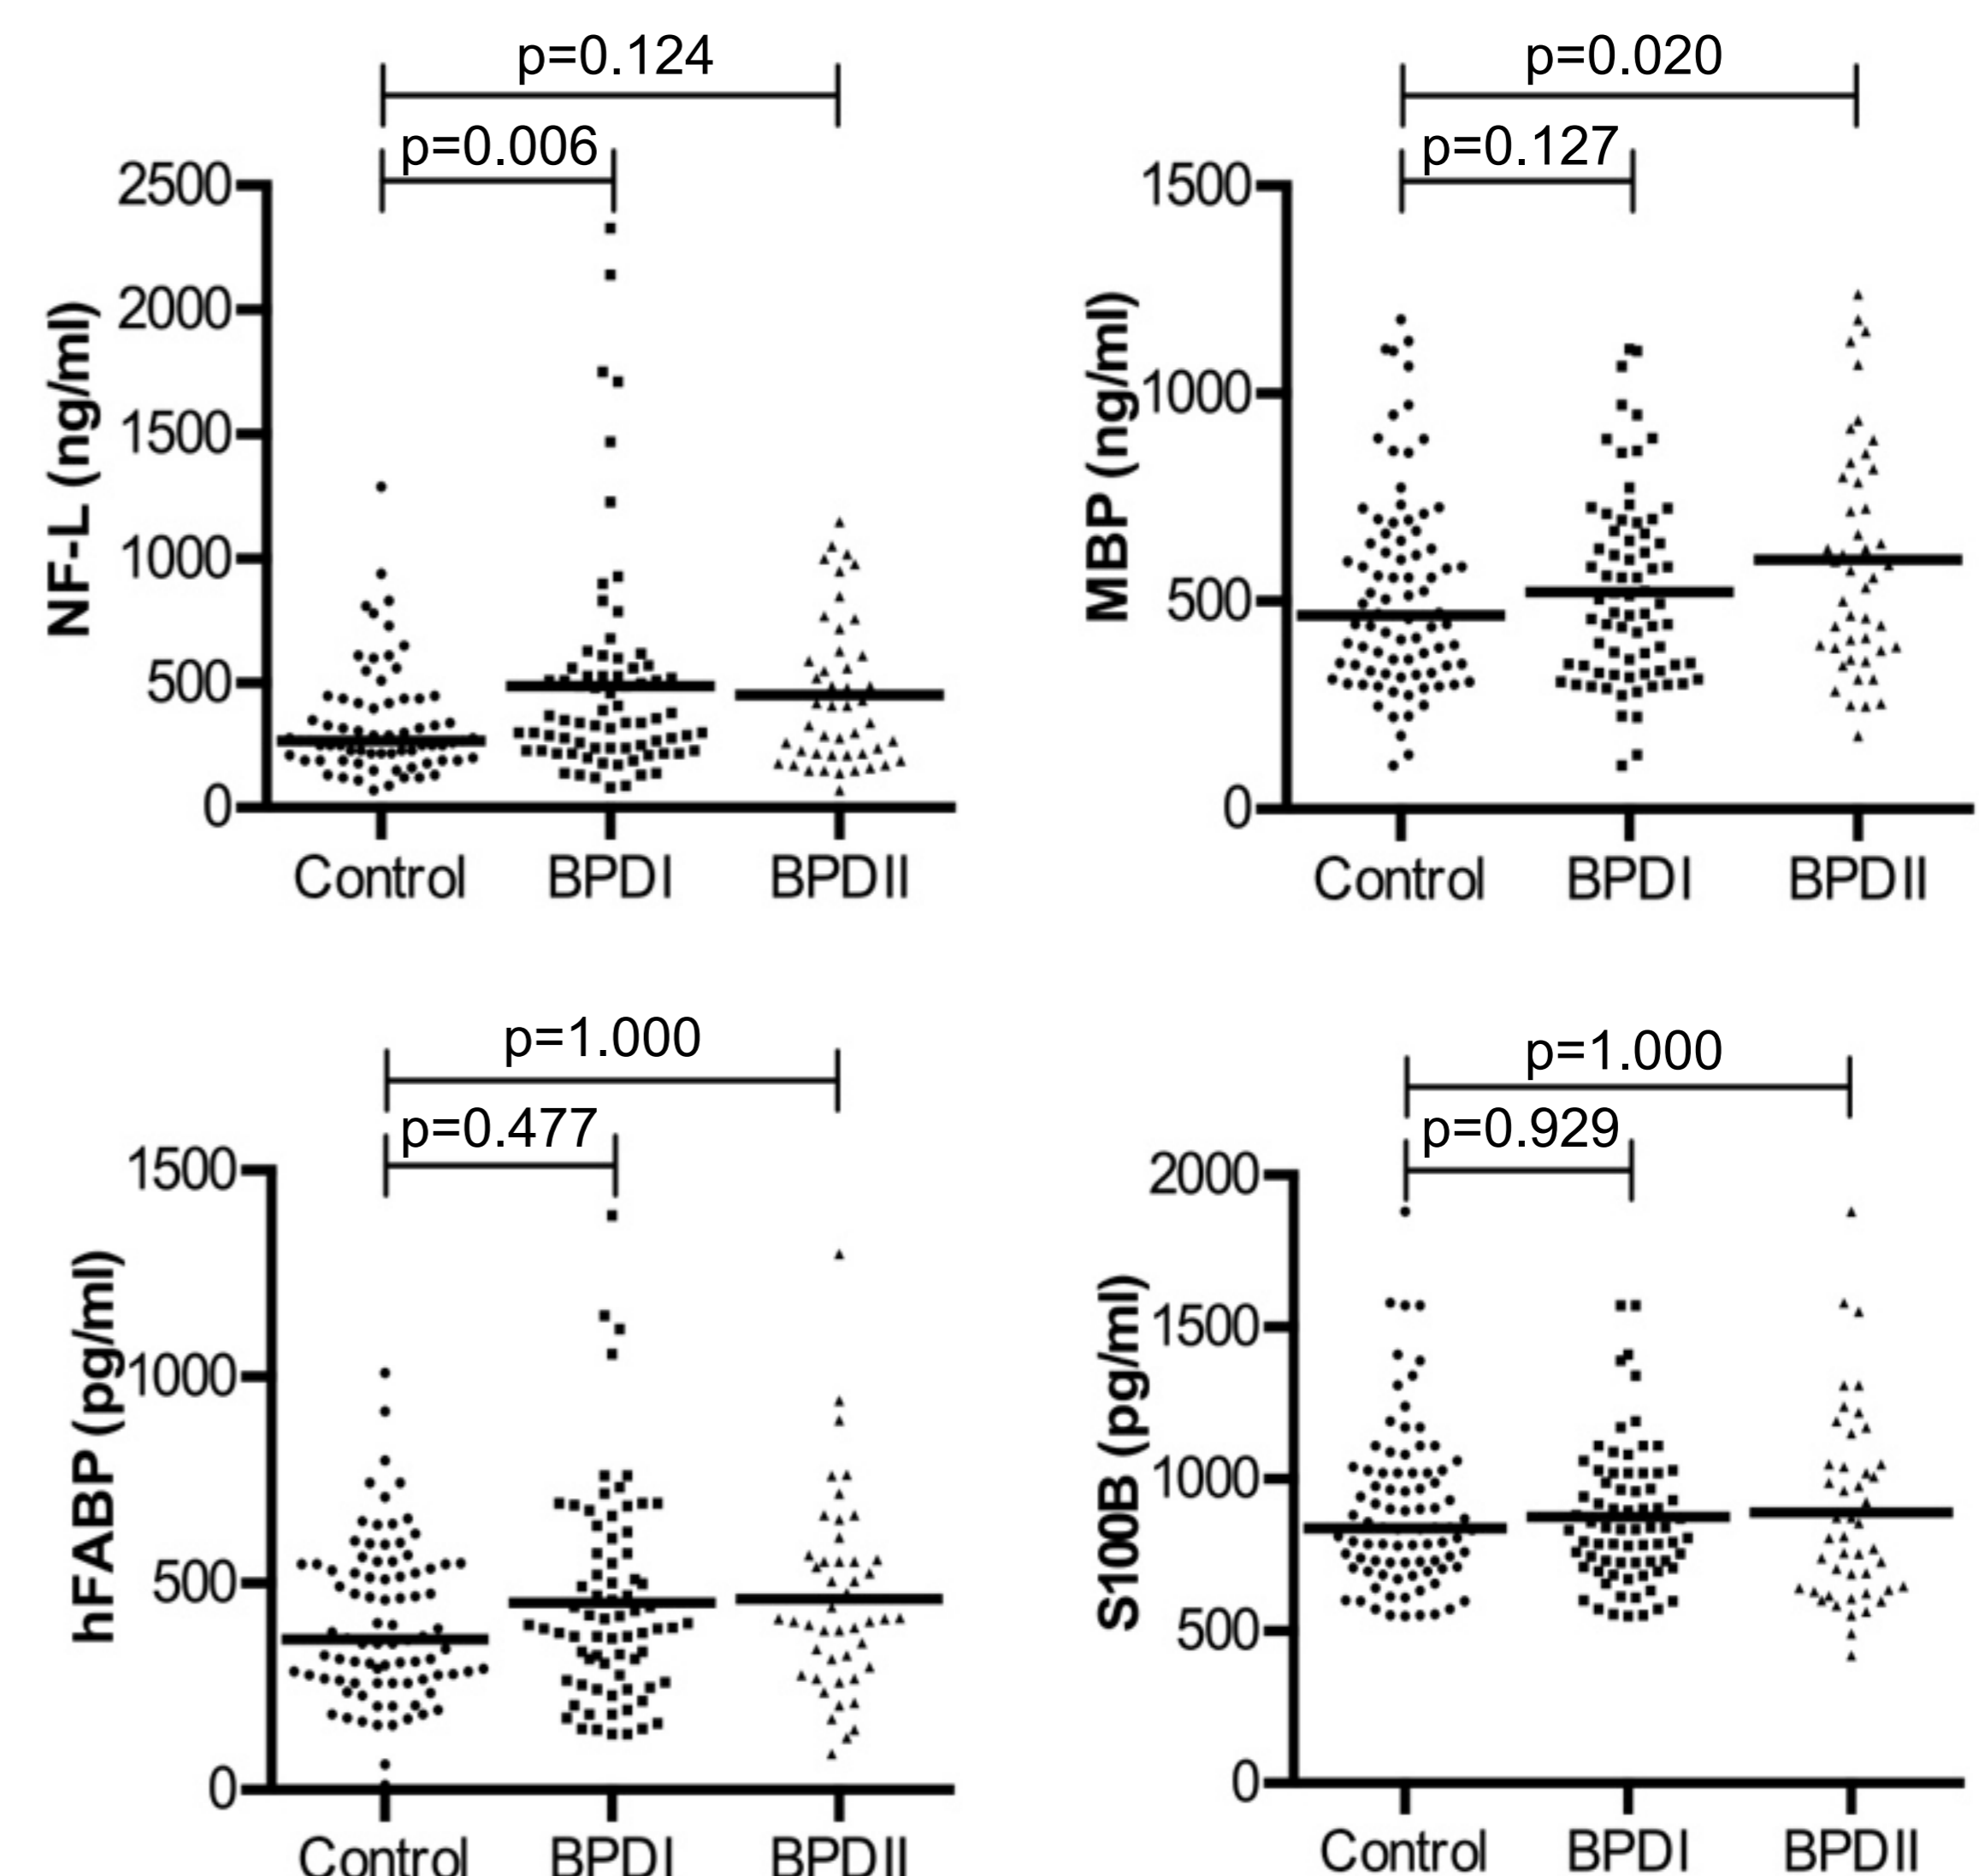 p=0.124
p=0.006
2500
2000
1500
1000
500
0
NF-L (ng/ml)
Control BPDI BPDII
p=0.020
p=0.127
1500
1000
500
0
MBP (ng/ml)
Control BPDI BPDII
p=1.000
p=0.477
1500
1000
500
0
hFABP (pg/ml)
Control BPDI BPDII
p=1.000
p=0.929
2000
1500
1000
500
0
S100B (pg/ml)
Control BPDI BPDII